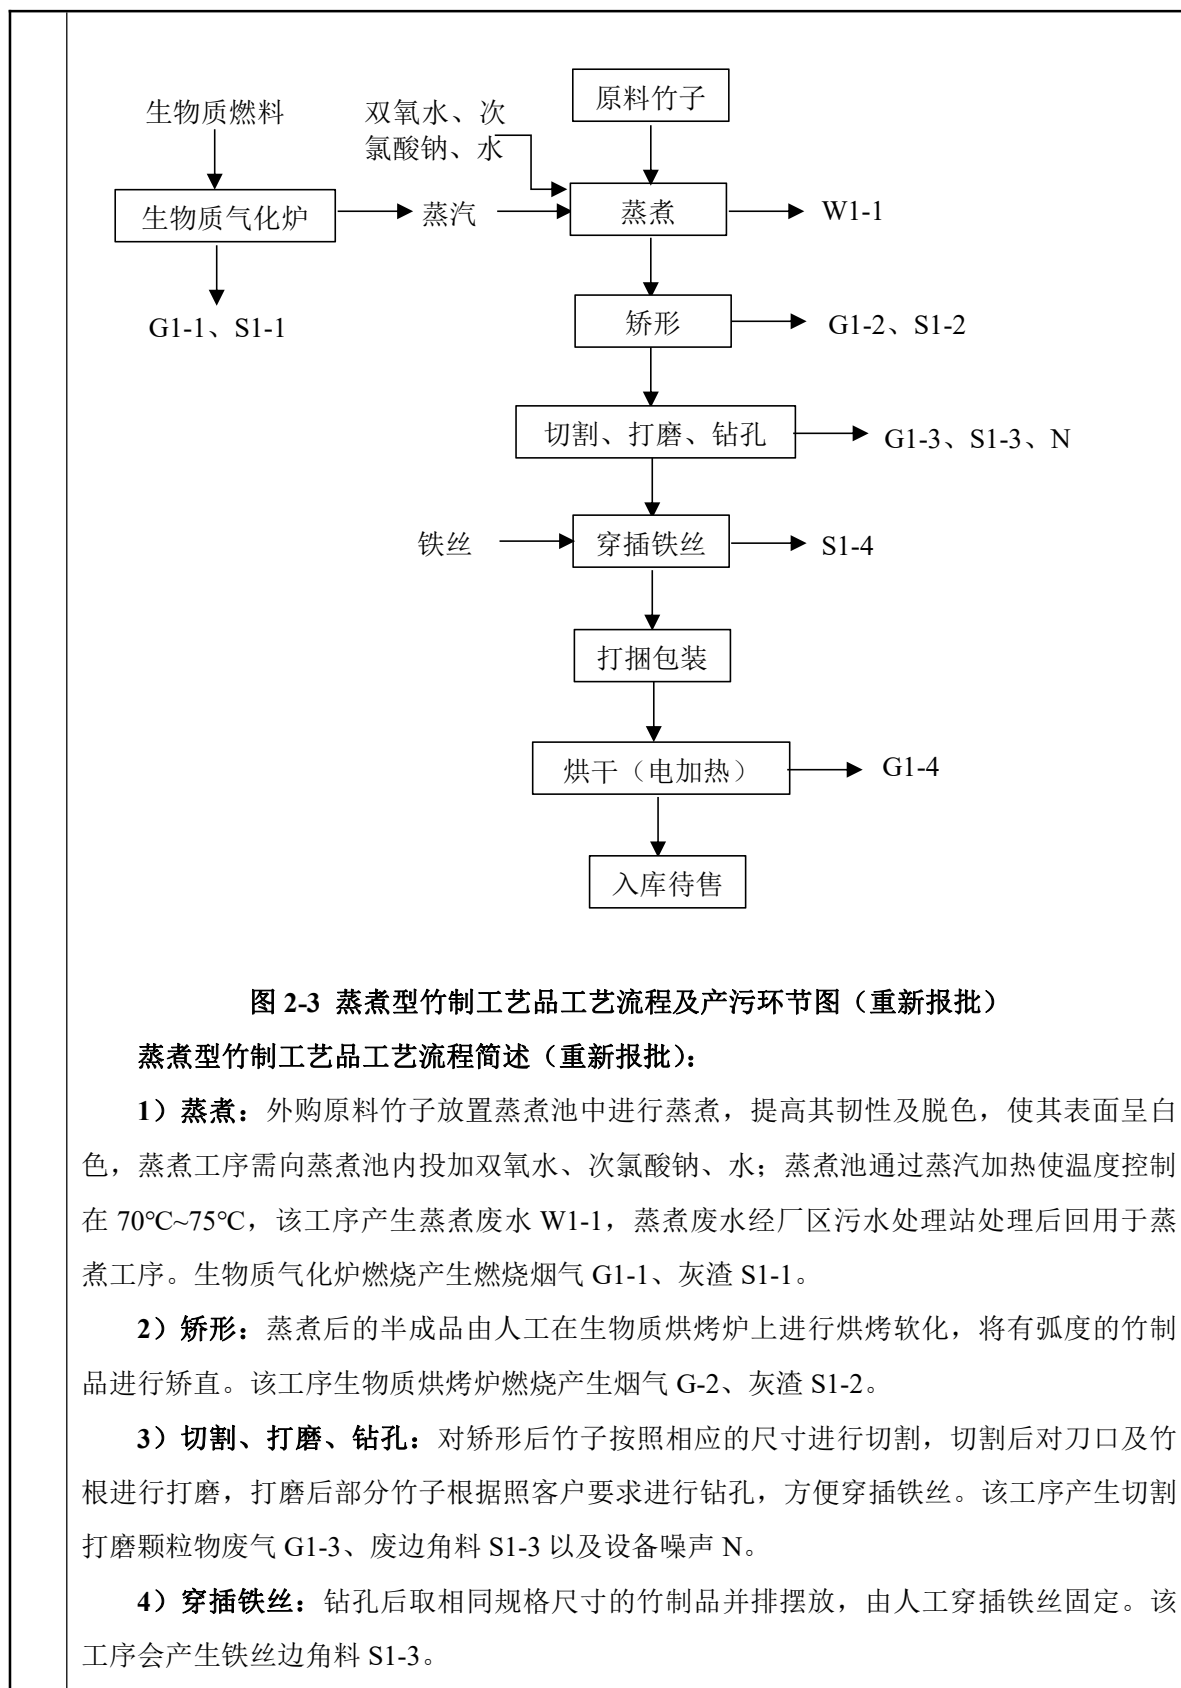 原料竹子
生物质燃料
双氧水、次
氯酸钠、水
生物质气化炉
蒸汽
蒸煮
W1-1
G1-1、S1-1
矫形
G1-2、S1-2
切割、打磨、钻孔
G1-3、S1-3、N
铁丝
穿插铁丝
S1-4
打捆包装
烘干（电加热）
G1-4
入库待售
图 2-3 蒸煮型竹制工艺品工艺流程及产污环节图（重新报批）
蒸煮型竹制工艺品工艺流程简述（重新报批）：
1）蒸煮：外购原料竹子放置蒸煮池中进行蒸煮，提高其韧性及脱色，使其表面呈白
色，蒸煮工序需向蒸煮池内投加双氧水、次氯酸钠、水；蒸煮池通过蒸汽加热使温度控制
在 70℃~75℃，该工序产生蒸煮废水 W1-1，蒸煮废水经厂区污水处理站处理后回用于蒸
煮工序。生物质气化炉燃烧产生燃烧烟气 G1-1、灰渣 S1-1。
2）矫形：蒸煮后的半成品由人工在生物质烘烤炉上进行烘烤软化，将有弧度的竹制
品进行矫直。该工序生物质烘烤炉燃烧产生烟气 G-2、灰渣 S1-2。
3）切割、打磨、钻孔：对矫形后竹子按照相应的尺寸进行切割，切割后对刀口及竹
根进行打磨，打磨后部分竹子根据照客户要求进行钻孔，方便穿插铁丝。该工序产生切割
打磨颗粒物废气 G1-3、废边角料 S1-3 以及设备噪声 N。
4）穿插铁丝：钻孔后取相同规格尺寸的竹制品并排摆放，由人工穿插铁丝固定。该
工序会产生铁丝边角料 S1-3。